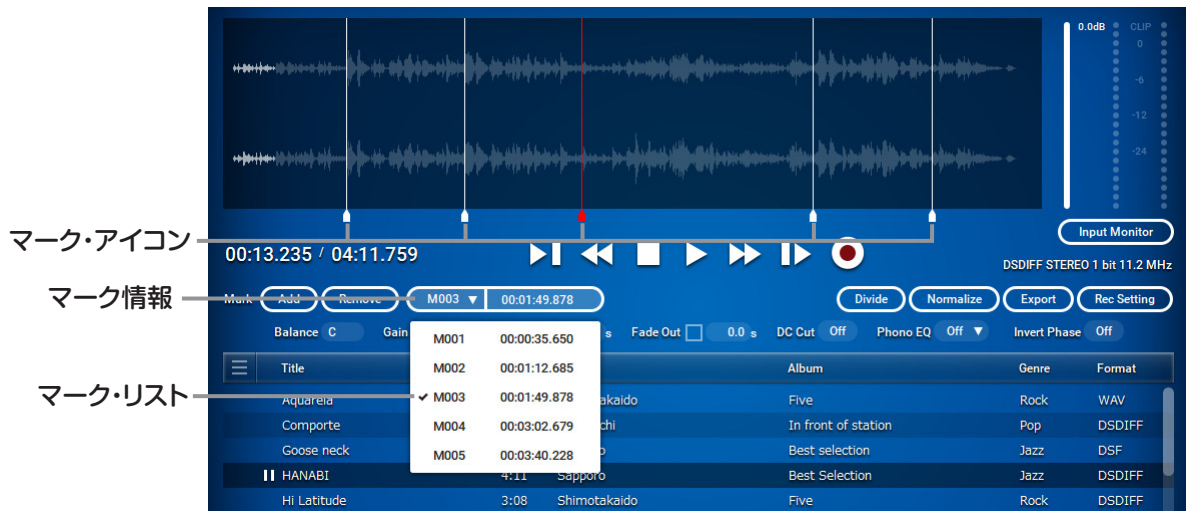 0.0dB CLIP
0
-6
-12
-24
マーク・アイコン
Input Monitor
00:13.235 / 04:11.759
DSDIFF STEREO 1 bit 11.2 MHz
マーク情報
Mark Add Remove M003 ▼ 00:01:49.878 Divide Normalize Export Rec Setting
Balance C Gain s Fade Out 0.0 s DC Cut Off Phono EQ Off ▼ Invert Phase Off
M001 00:00:35.650
Title Album Genre Format
M002 00:01:12.685
マーク・リスト
Aquarela ✓ M003 00:01:49.878 akaido Five Rock WAV
Comporte M004 00:03:02.679 chi In front of station Pop DSDIFF
Goose neck M005 00:03:40.228 o Best selection Jazz DSF
HANABI 4:11 Sapporo Best Selection Jazz DSDIFF
Hi Latitude 3:08 Shimotakaido Five Rock DSDIFF